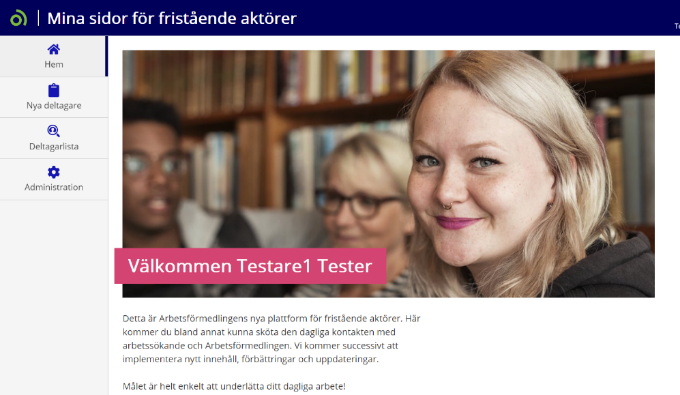 Mina sidor för fristående aktörer
Te
Hem
Nya deltagare
Deltagarlista
Administration
Välkommen Testare1 Tester
Detta är Arbetsförmedlingens nya plattform för fristående aktörer. Här
kommer du bland annat kunna sköta den dagliga kontakten med
arbetssökande och Arbetsförmedlingen. Vi kommer successivt att
implementera nytt innehåll, förbättringar och uppdateringar.
Målet är helt enkelt att underlätta ditt dagliga arbete!